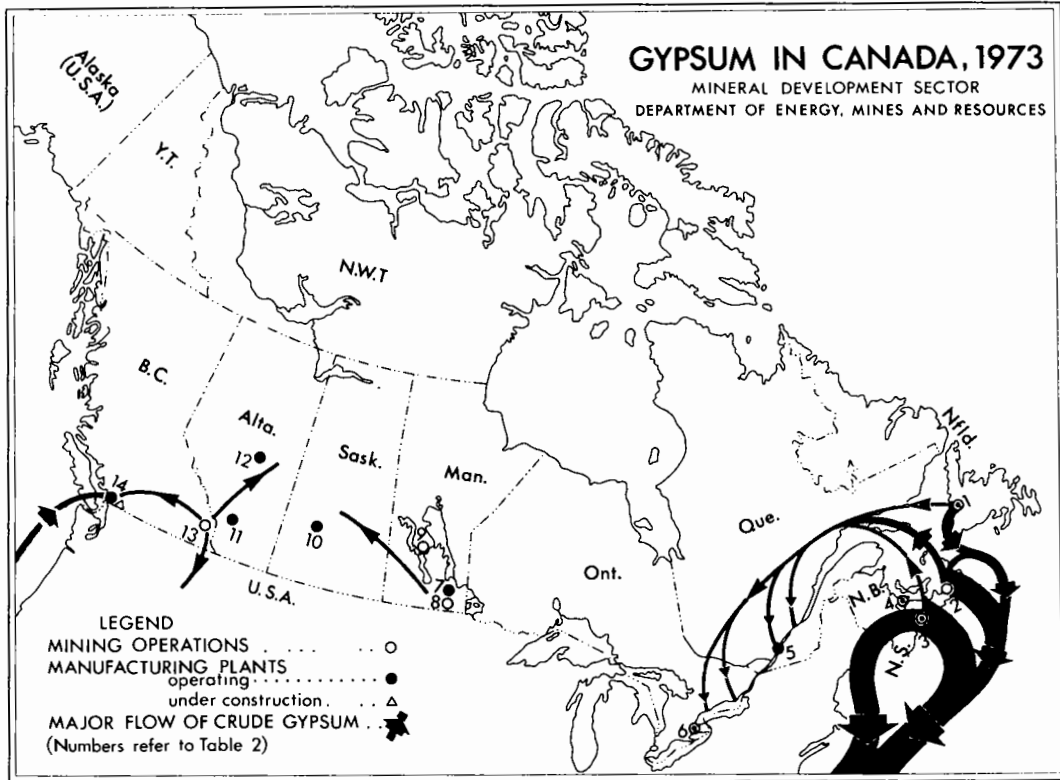 GYPSUM IN CANADA, 1973
MINERAL DEVELOPMENT SECTOR
DEPARTMENT OF ENERGY, MINES AND RESOURCES
Alaska
(U.S.A.)
Y.T.
N.W.T
B.C.
Alta.
Sask.
Man.
Ont.
Que.
Nfld.
N.B.
N.S.
U.S.A.
14
13
12
11
10
9
7
8
6
5
4
3
2
1
LEGEND
MINING OPERATIONS . . . . . . .
MANUFACTURING PLANTS
operating . . . . . . . . . . . .
under construction . . . .
MAJOR FLOW OF CRUDE GYPSUM . .
(Numbers refer to Table 2)